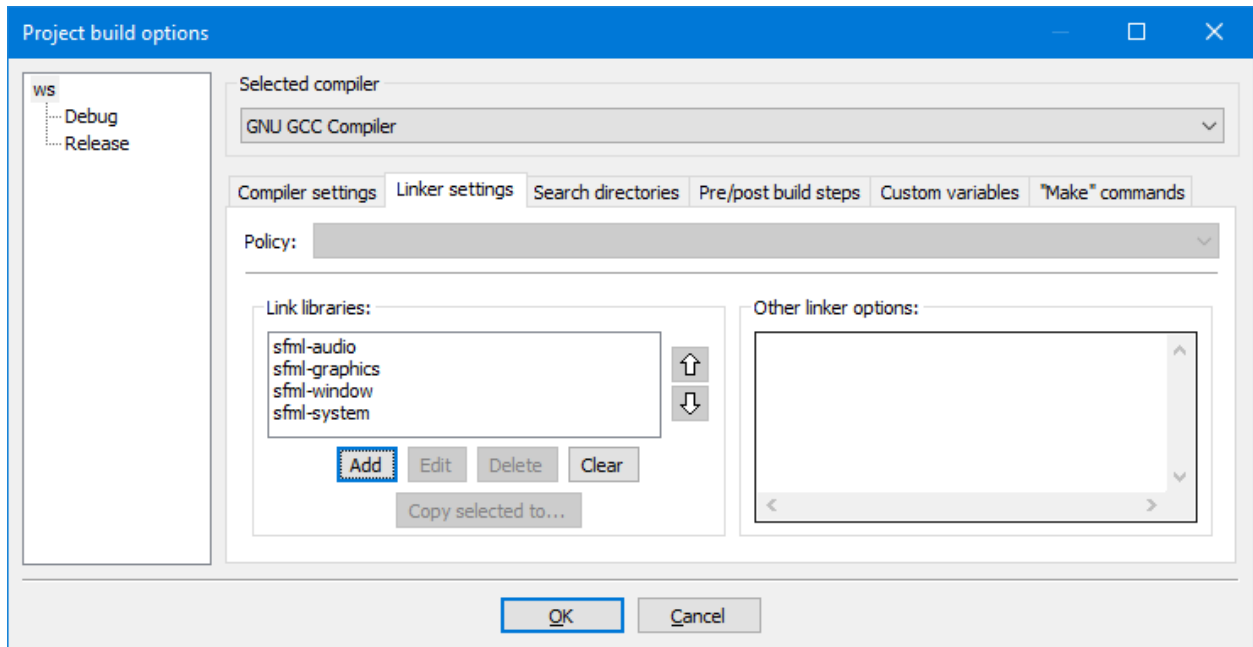 Project build options
ws
Debug
Release
Selected compiler
GNU GCC Compiler
Compiler settings Linker settings Search directories Pre/post build steps Custom variables "Make" commands
Policy:
Link libraries:
sfml-audio
sfml-graphics
sfml-window
sfml-system
Add Edit Delete Clear
Copy selected to...
Other linker options:
OK Cancel